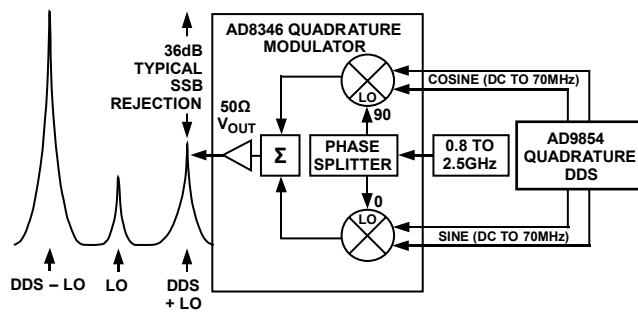 36dB
TYPICAL
SSB
REJECTION
AD8346 QUADRATURE
MODULATOR
LO
90
COSINE (DC TO 70MHz)
50Ω
VOUT
Σ
PHASE
SPLITTER
0.8 TO
2.5GHz
AD9854
QUADRATURE
DDS
0
LO
SINE (DC TO 70MHz)
DDS – LO
LO
DDS
+ LO